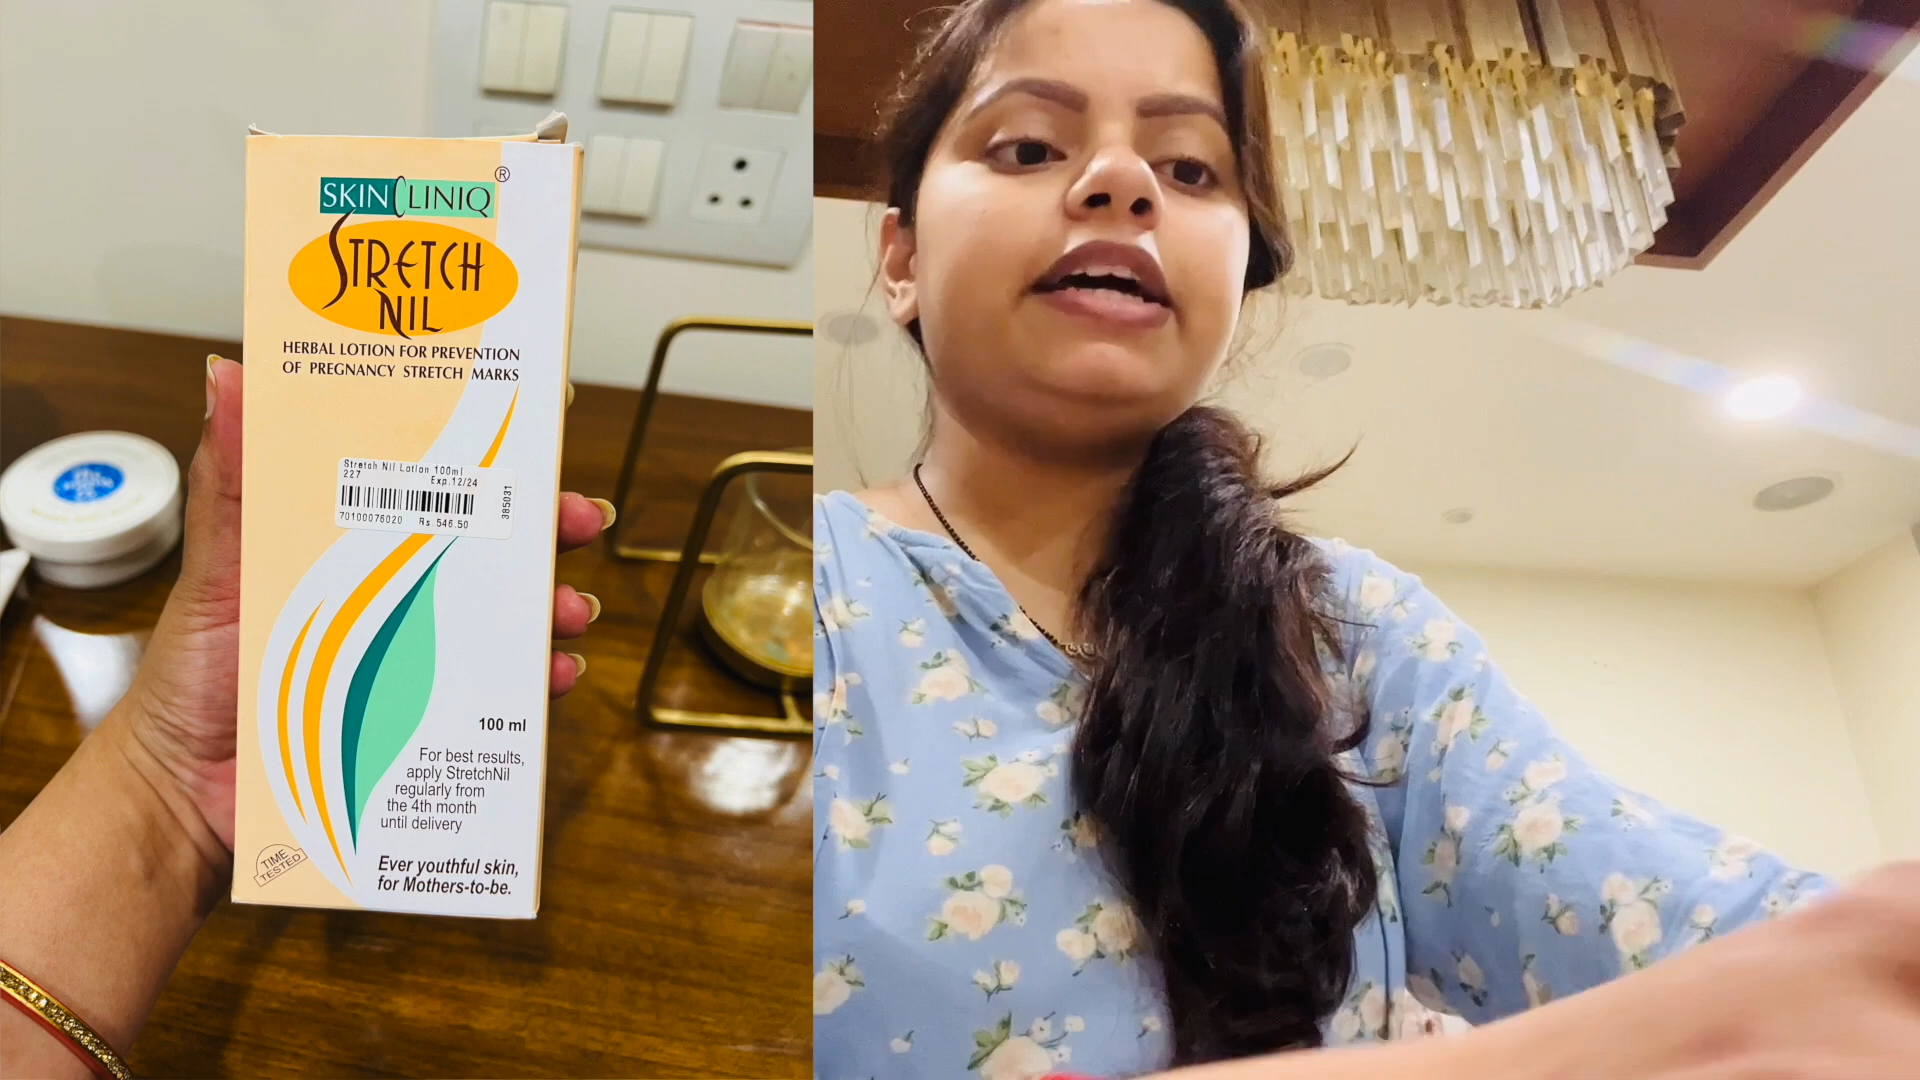 SKINCLINIQ®
STRETCH
NIL
HERBAL LOTION FOR PREVENTION
OF PREGNANCY STRETCH MARKS
Stretch Nil Lotion 100ml
227 Exp.12/24
70100076020 Rs.546.50
385031
100 ml
For best results,
apply StretchNil
regularly from
the 4th month
until delivery
TIME
TESTED
Ever youthful skin,
for Mothers-to-be.